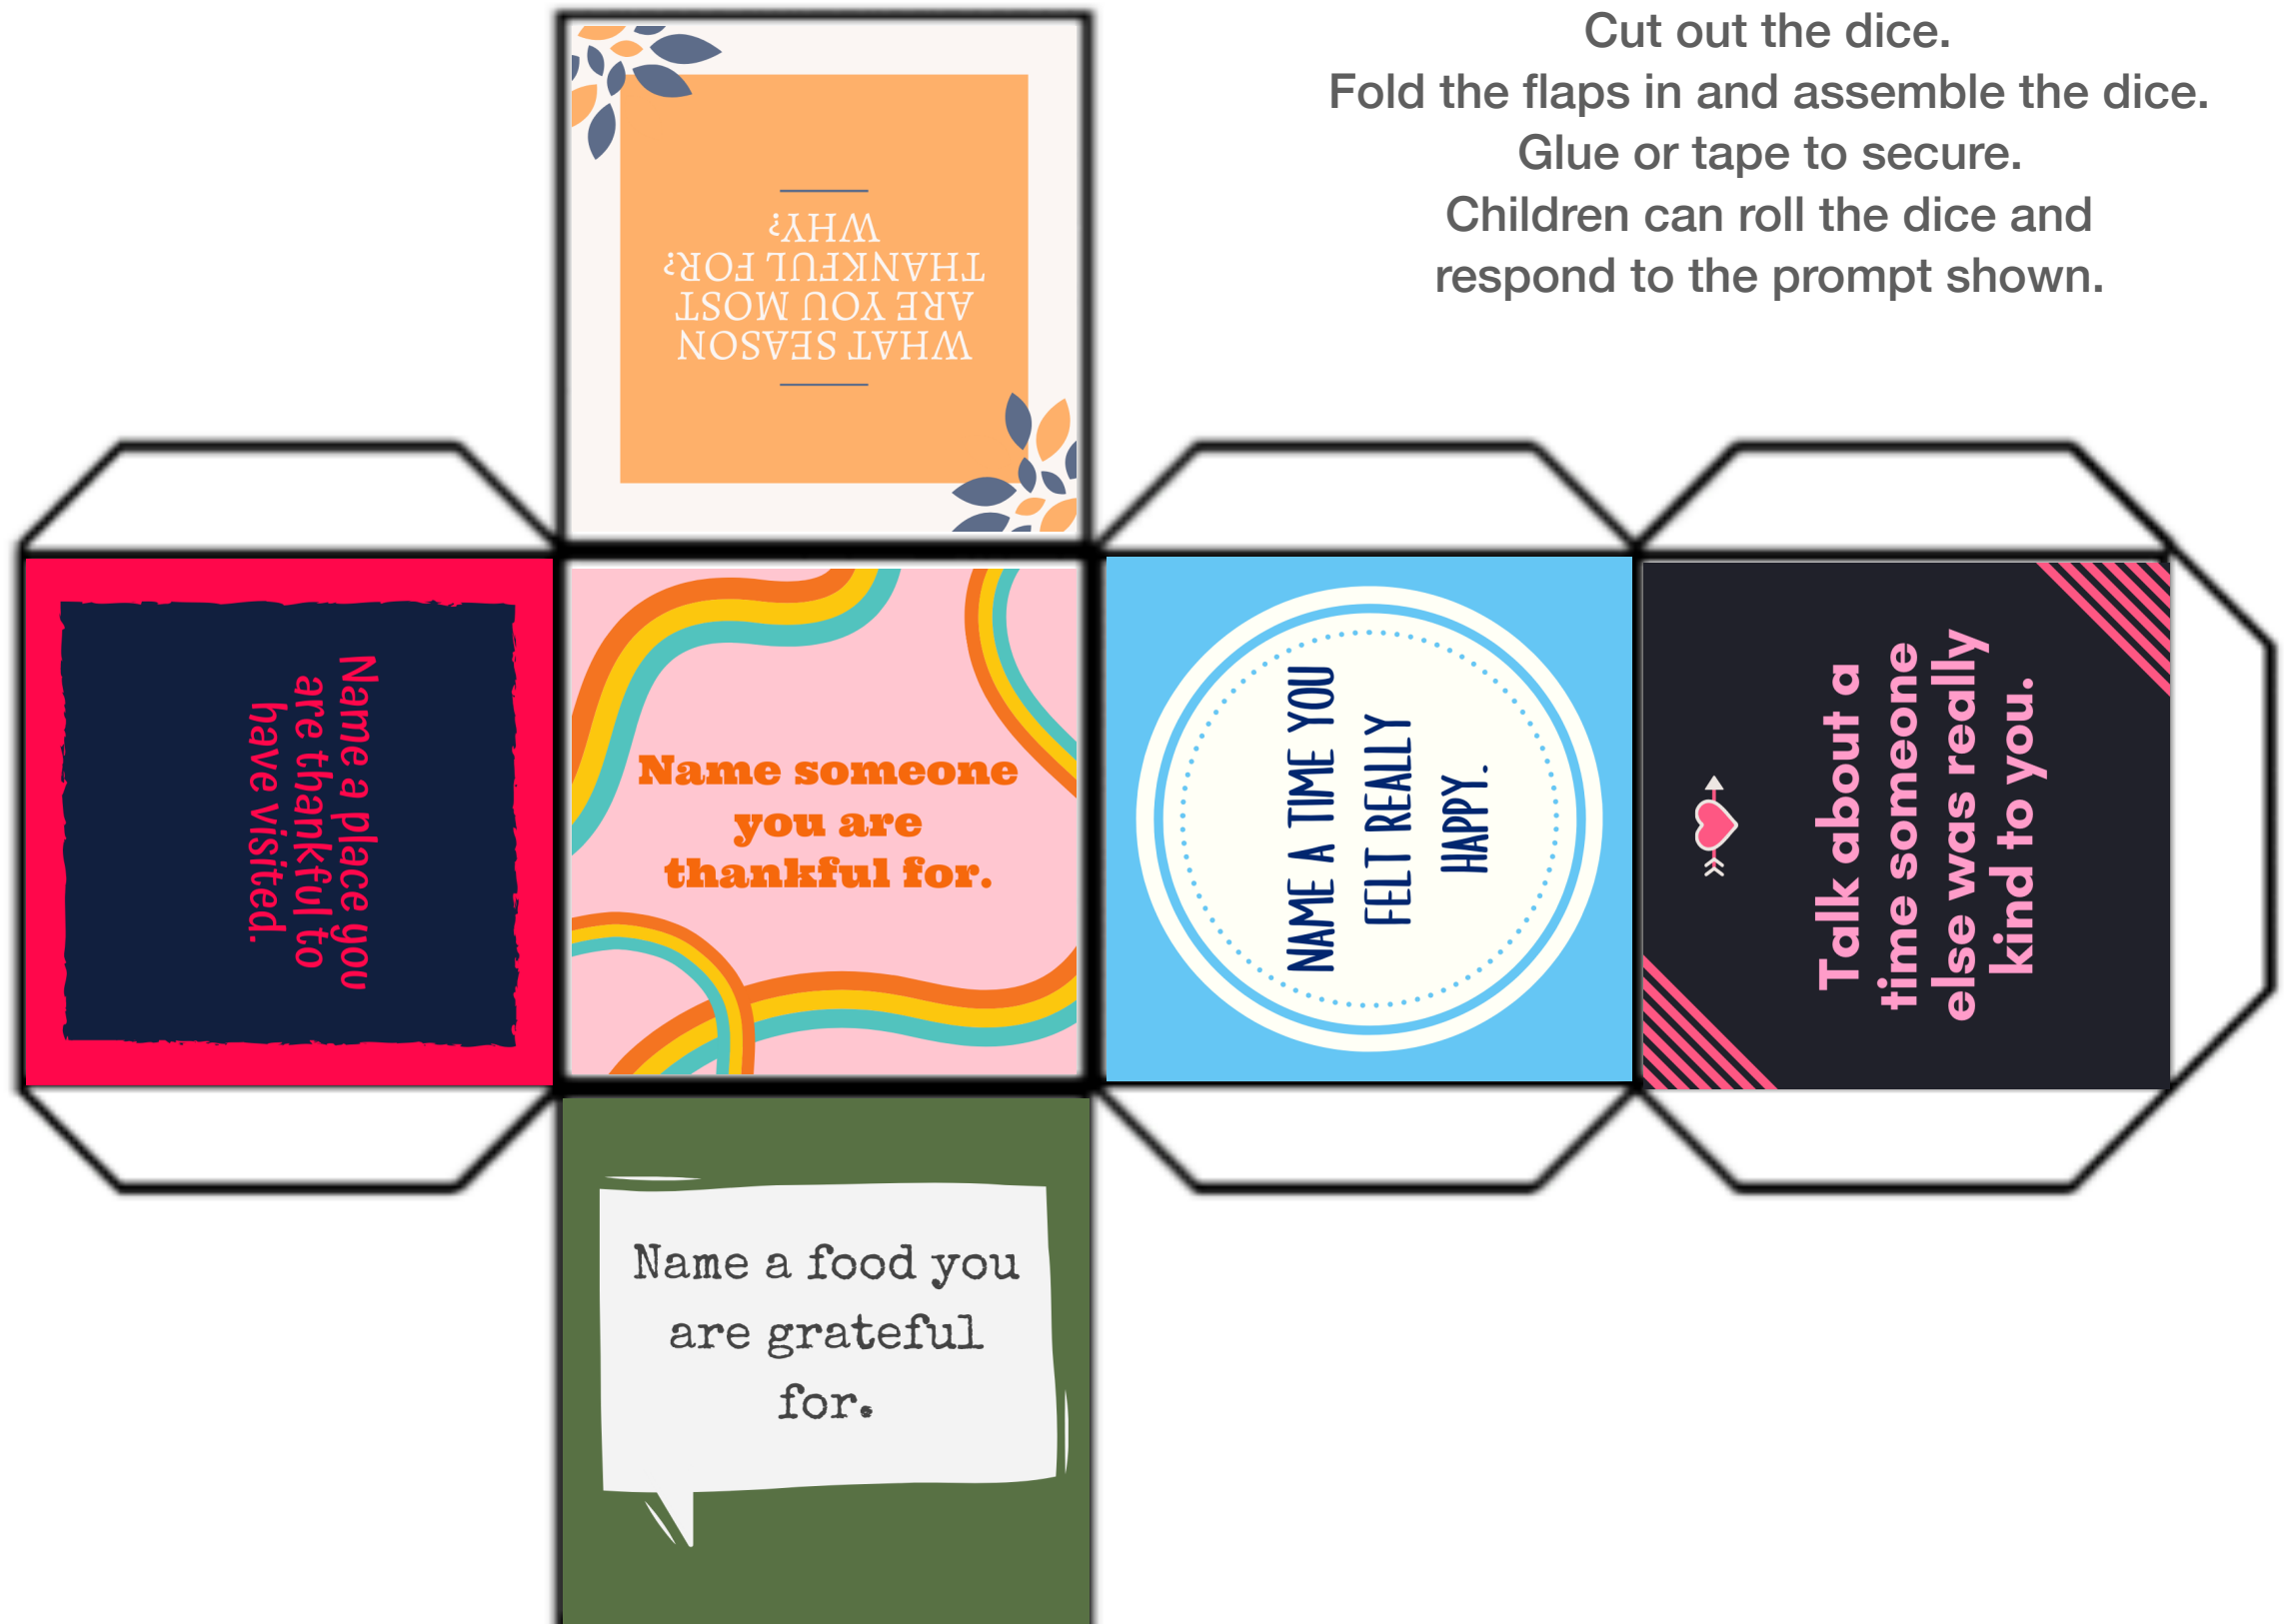 Cut out the dice.
Fold the flaps in and assemble the dice.
Glue or tape to secure.
Children can roll the dice and
respond to the prompt shown.
WHAT SEASON
ARE YOU MOST
THANKFUL FOR?
WHY?
Name a place you
are thankful to
have visited.
Name someone
you are
thankful for.
NAME A TIME YOU
FELT REALLY
HAPPY.
Talk about a
time someone
else was really
kind to you.
Name a food you
are grateful
for.